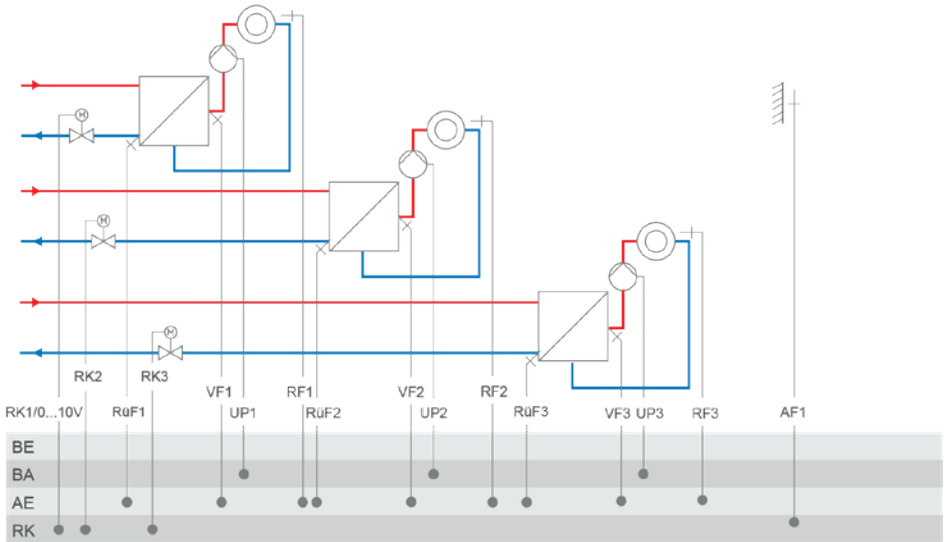 M
M
M
RK2 RK3 VF1 RF1 VF2 RF2
RK1/0...10V RüF1 UP1 RüF2 UP2 RüF3 VF3 UP3 RF3 AF1
BE
BA
AE
RK